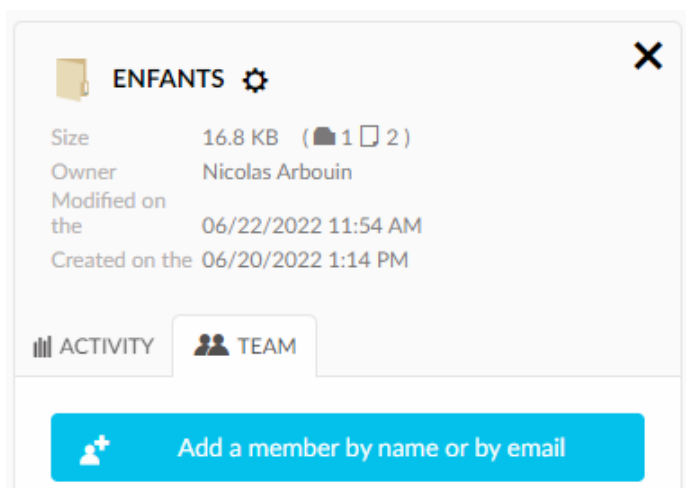 ENFANTS
Size 16.8 KB ( 1 2 )
Owner Nicolas Arbouin
Modified on
the 06/22/2022 11:54 AM
Created on the 06/20/2022 1:14 PM
ACTIVITY TEAM
Add a member by name or by email